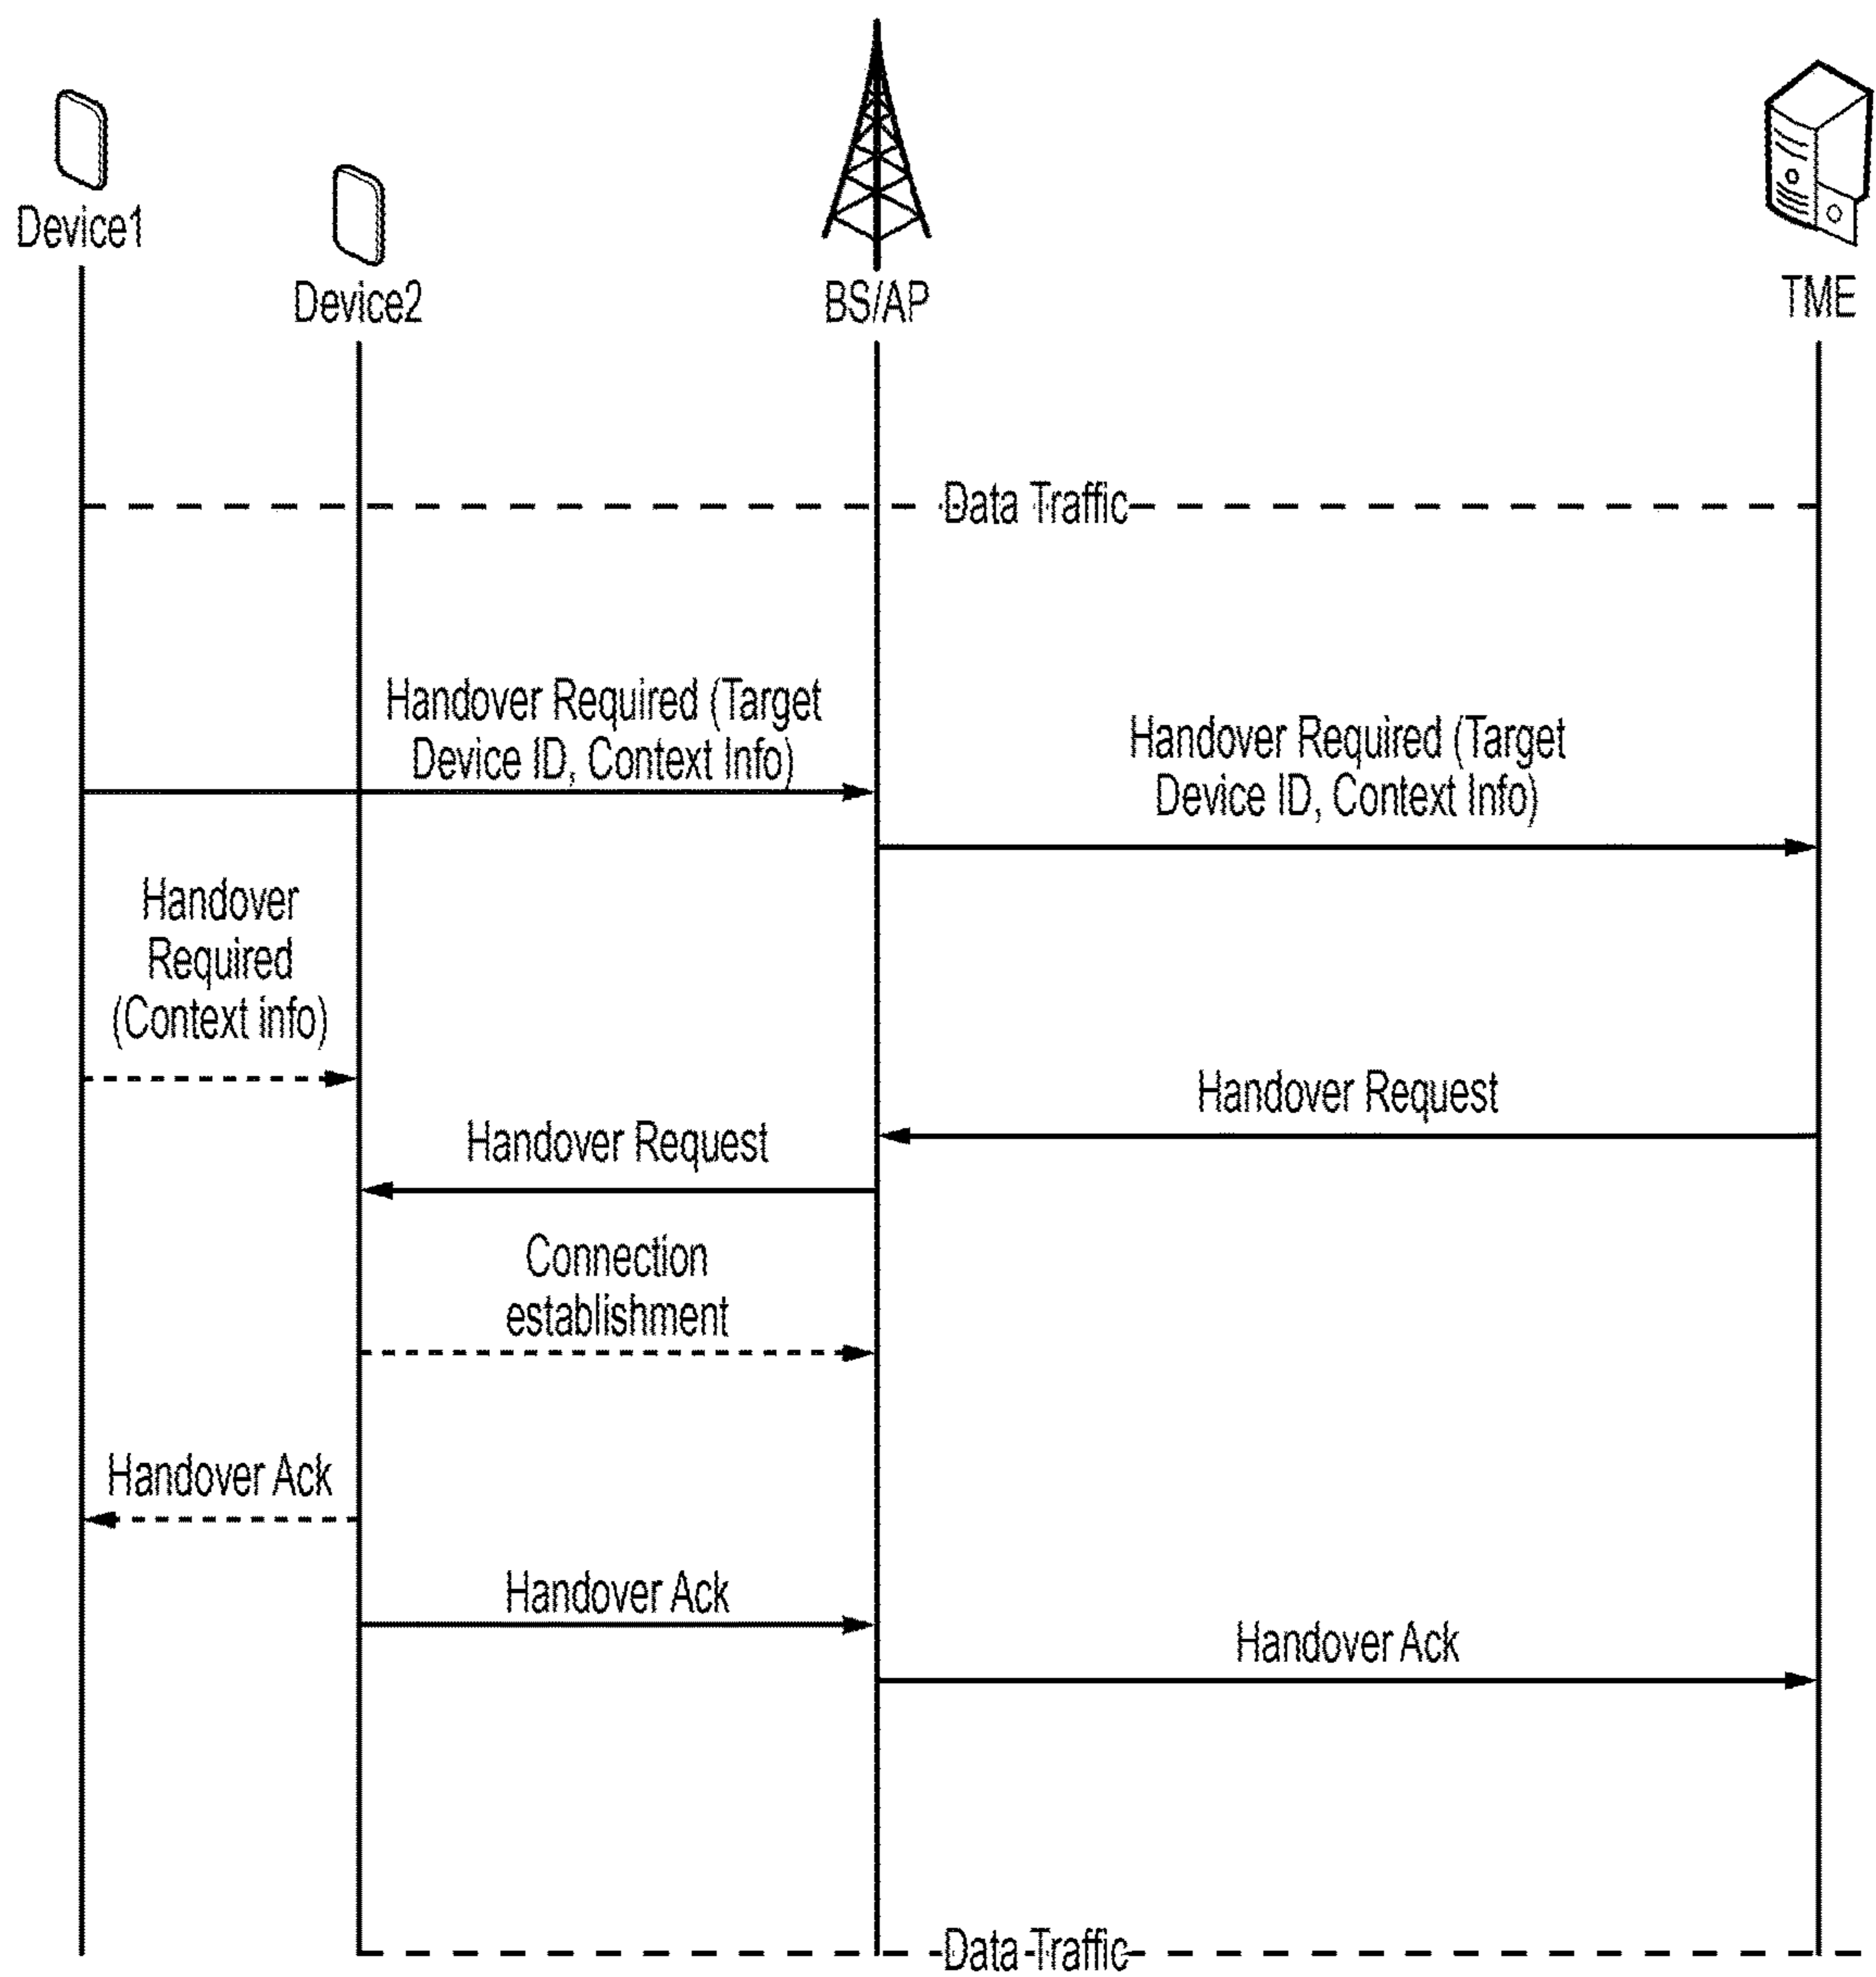 Device1
Device2
BS/AP
TME
Data Traffic
Handover Required (Target
Device ID, Context Info)
Handover Required (Target
Device ID, Context Info)
Handover
Required
(Context info)
Handover Request
Handover Request
Connection
establishment
Handover Ack
Handover Ack
Handover Ack
Data Traffic